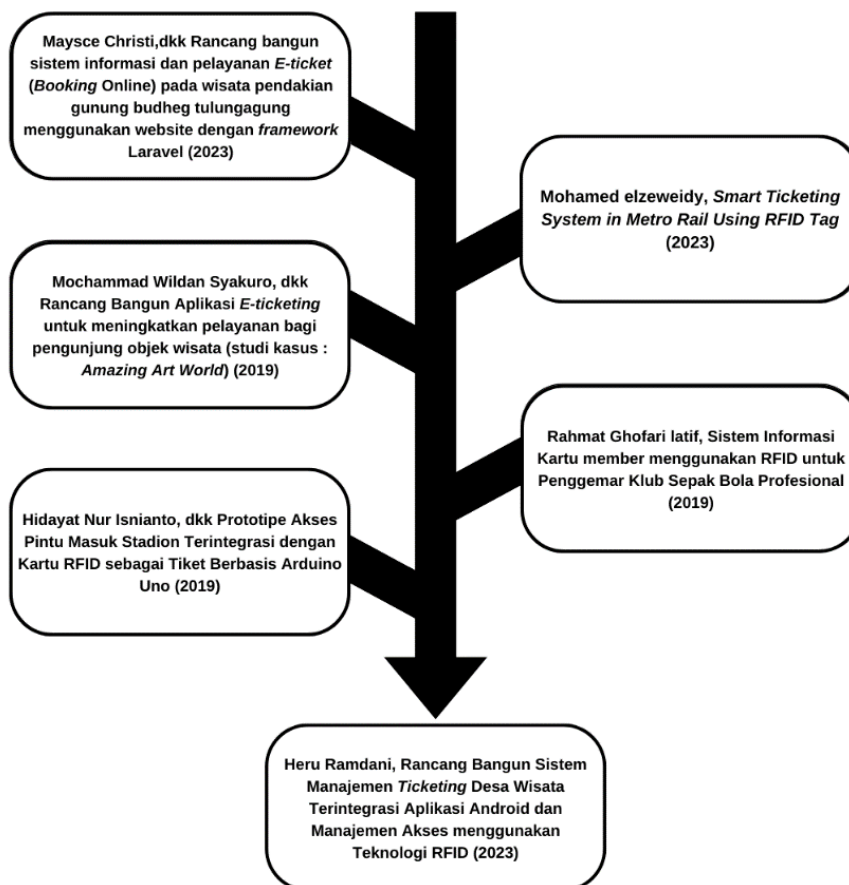 Maysce Christi,dkk Rancang bangun
sistem informasi dan pelayanan E-ticket
(Booking Online) pada wisata pendakian
gunung budheg tulungagung
menggunakan website dengan framework
Laravel (2023)
Mohamed elzeweidy, Smart Ticketing
System in Metro Rail Using RFID Tag
(2023)
Mochammad Wildan Syakuro, dkk
Rancang Bangun Aplikasi E-ticketing
untuk meningkatkan pelayanan bagi
pengunjung objek wisata (studi kasus :
Amazing Art World) (2019)
Rahmat Ghofari latif, Sistem Informasi
Kartu member menggunakan RFID untuk
Penggemar Klub Sepak Bola Profesional
(2019)
Hidayat Nur Isnianto, dkk Prototipe Akses
Pintu Masuk Stadion Terintegrasi dengan
Kartu RFID sebagai Tiket Berbasis Arduino
Uno (2019)
Heru Ramdani, Rancang Bangun Sistem
Manajemen Ticketing Desa Wisata
Terintegrasi Aplikasi Android dan
Manajemen Akses menggunakan
Teknologi RFID (2023)